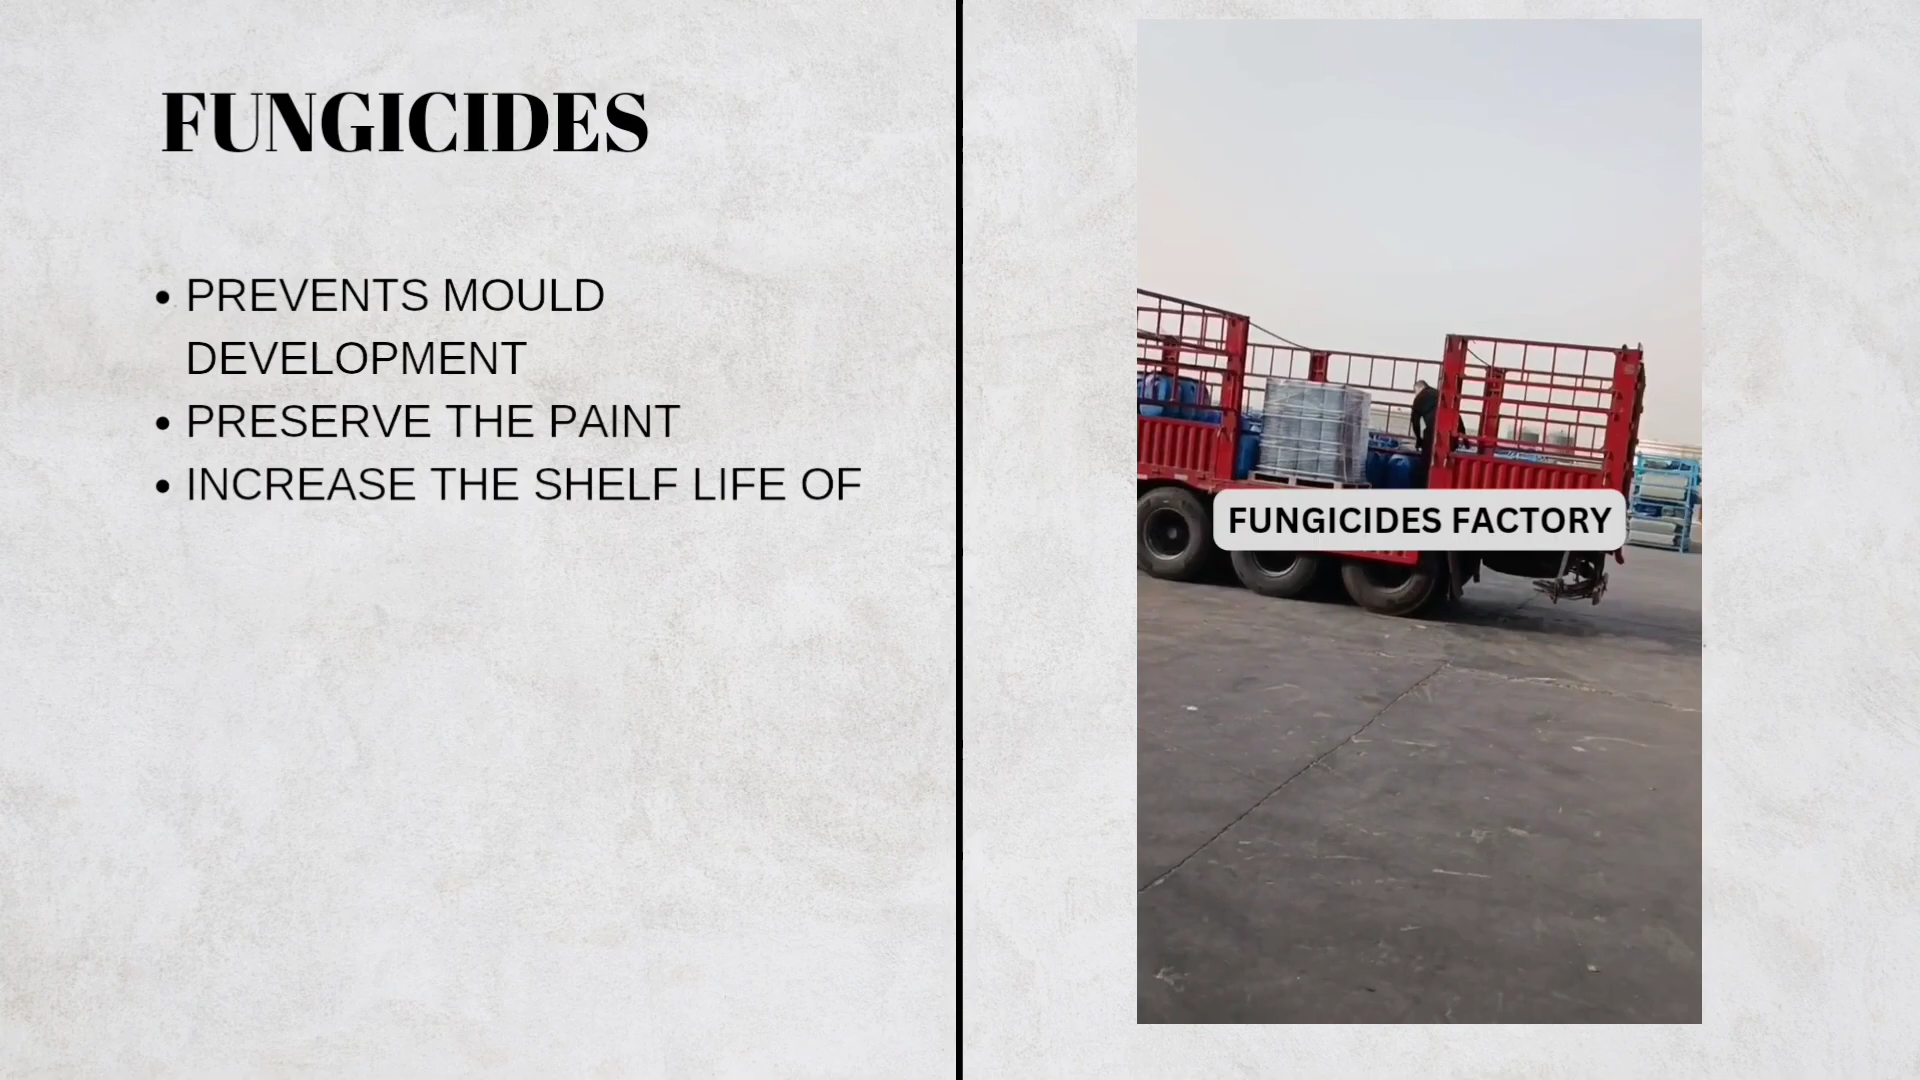 FUNGICIDES
• PREVENTS MOULD
DEVELOPMENT
• PRESERVE THE PAINT
• INCREASE THE SHELF LIFE OF
FUNGICIDES FACTORY